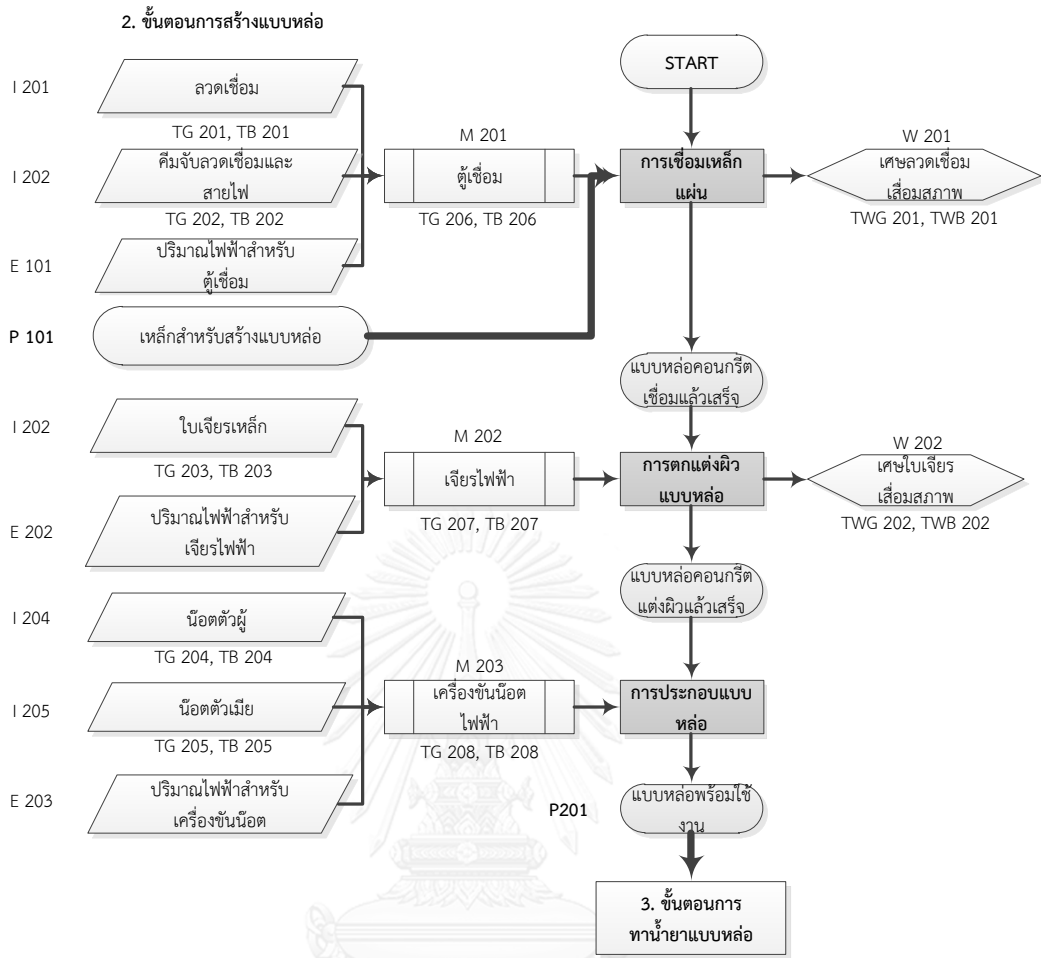 2. ขั้นตอนการสร้างแบบหล่อ
START
I 201
ลวดเชื่อม
TG 201, TB 201
M 201
W 201
I 202
คีมจับลวดเชื่อมและ
สายไฟ
TG 202, TB 202
ตู้เชื่อม
TG 206, TB 206
การเชื่อมเหล็ก
แผ่น
เศษลวดเชื่อม
เสื่อมสภาพ
TWG 201, TWB 201
E 101
ปริมาณไฟฟ้าสำหรับ
ตู้เชื่อม
P 101
เหล็กสำหรับสร้างแบบหล่อ
แบบหล่อคอนกรีต
เชื่อมแล้วเสร็จ
I 202
ใบเจียรเหล็ก
TG 203, TB 203
M 202
เจียรไฟฟ้า
TG 207, TB 207
การตกแต่งผิว
แบบหล่อ
W 202
เศษใบเจียร
เสื่อมสภาพ
TWG 202, TWB 202
E 202
ปริมาณไฟฟ้าสำหรับ
เจียรไฟฟ้า
แบบหล่อคอนกรีต
แต่งผิวแล้วเสร็จ
I 204
น๊อตตัวผู้
TG 204, TB 204
M 203
I 205
น๊อตตัวเมีย
TG 205, TB 205
เครื่องขันน๊อต
ไฟฟ้า
TG 208, TB 208
การประกอบแบบ
หล่อ
E 203
ปริมาณไฟฟ้าสำหรับ
เครื่องขันน๊อต
P201
แบบหล่อพร้อมใช้
งาน
3. ขั้นตอนการ
ทาน้ำยาแบบหล่อ